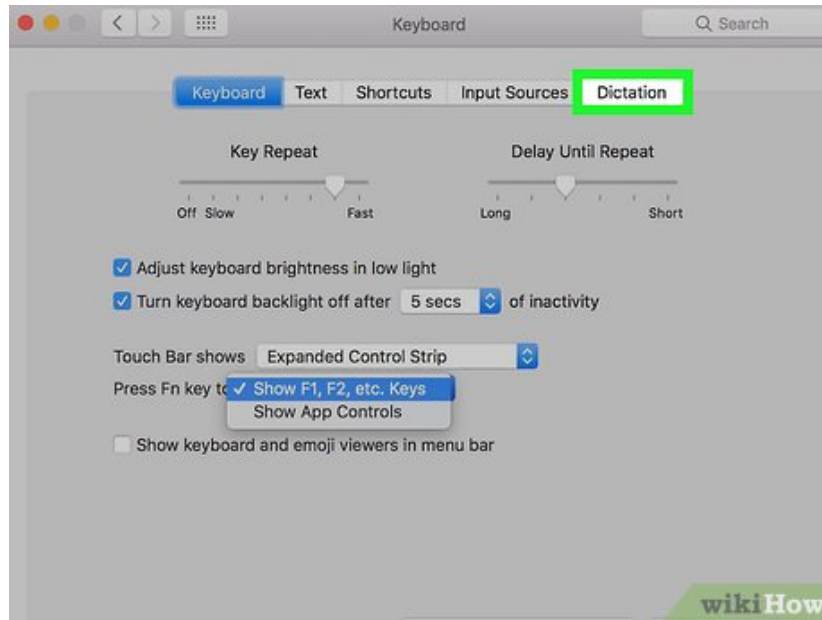 Keyboard
Search
Keyboard Text Shortcuts Input Sources Dictation
Key Repeat Delay Until Repeat
Off Slow Fast Long Short
Adjust keyboard brightness in low light
Turn keyboard backlight off after 5 secs of inactivity
Touch Bar shows Expanded Control Strip
Press Fn key to ✓ Show F1, F2, etc. Keys
Show App Controls
Show keyboard and emoji viewers in menu bar
wikiHow